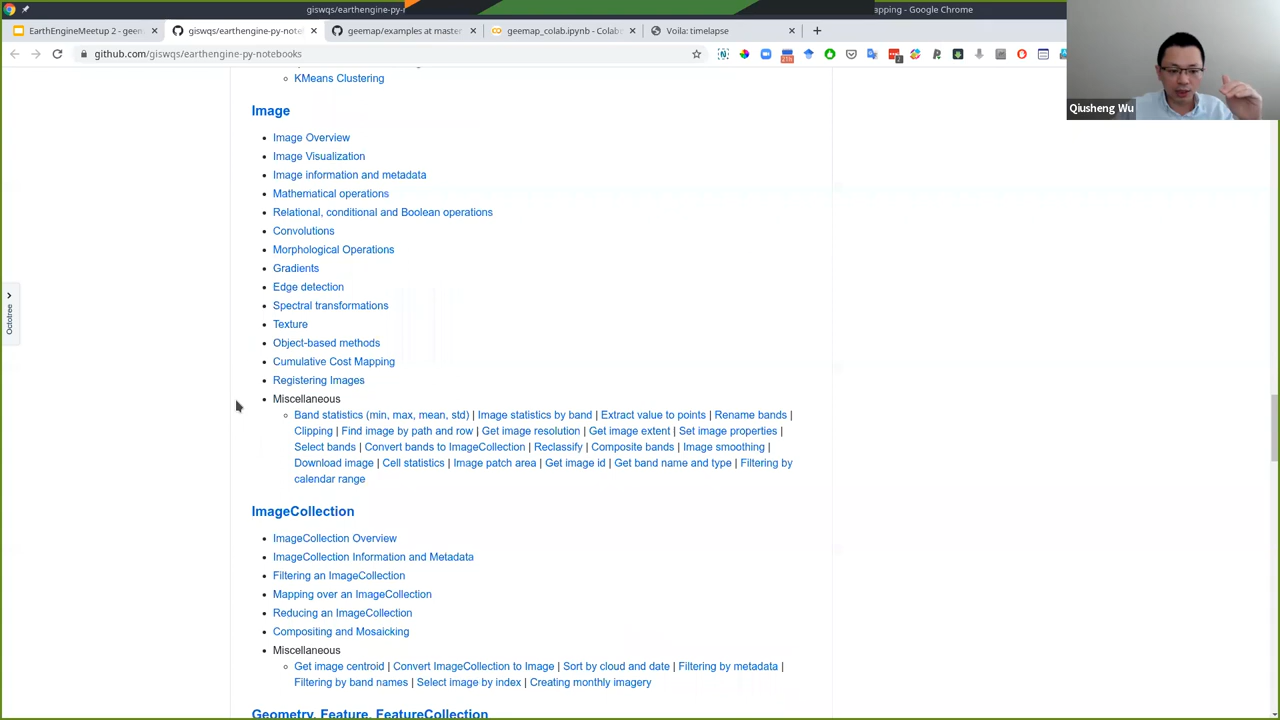 apping - Google Chrome
giswqs/earthengine-py-r
EarthEngineMeetup 2 - geem
giswqs/earthengine-py-note
geemap/examples at master
geemap_colab.ipynb - Colab
Voila: timelapse
github.com/giswqs/earthengine-py-notebooks
Qiusheng Wu
Octotree
KMeans Clustering
Image
Image Overview
Image Visualization
Image information and metadata
Mathematical operations
Relational, conditional and Boolean operations
Convolutions
Morphological Operations
Gradients
Edge detection
Spectral transformations
Texture
Object-based methods
Cumulative Cost Mapping
Registering Images
Miscellaneous
Band statistics (min, max, mean, std) | Image statistics by band | Extract value to points | Rename bands |
Clipping | Find image by path and row | Get image resolution | Get image extent | Set image properties |
Select bands | Convert bands to ImageCollection | Reclassify | Composite bands | Image smoothing |
Download image | Cell statistics | Image patch area | Get image id | Get band name and type | Filtering by
calendar range
ImageCollection
ImageCollection Overview
ImageCollection Information and Metadata
Filtering an ImageCollection
Mapping over an ImageCollection
Reducing an ImageCollection
Compositing and Mosaicking
Miscellaneous
Get image centroid | Convert ImageCollection to Image | Sort by cloud and date | Filtering by metadata |
Filtering by band names | Select image by index | Creating monthly imagery
Geometry, Feature, FeatureCollection